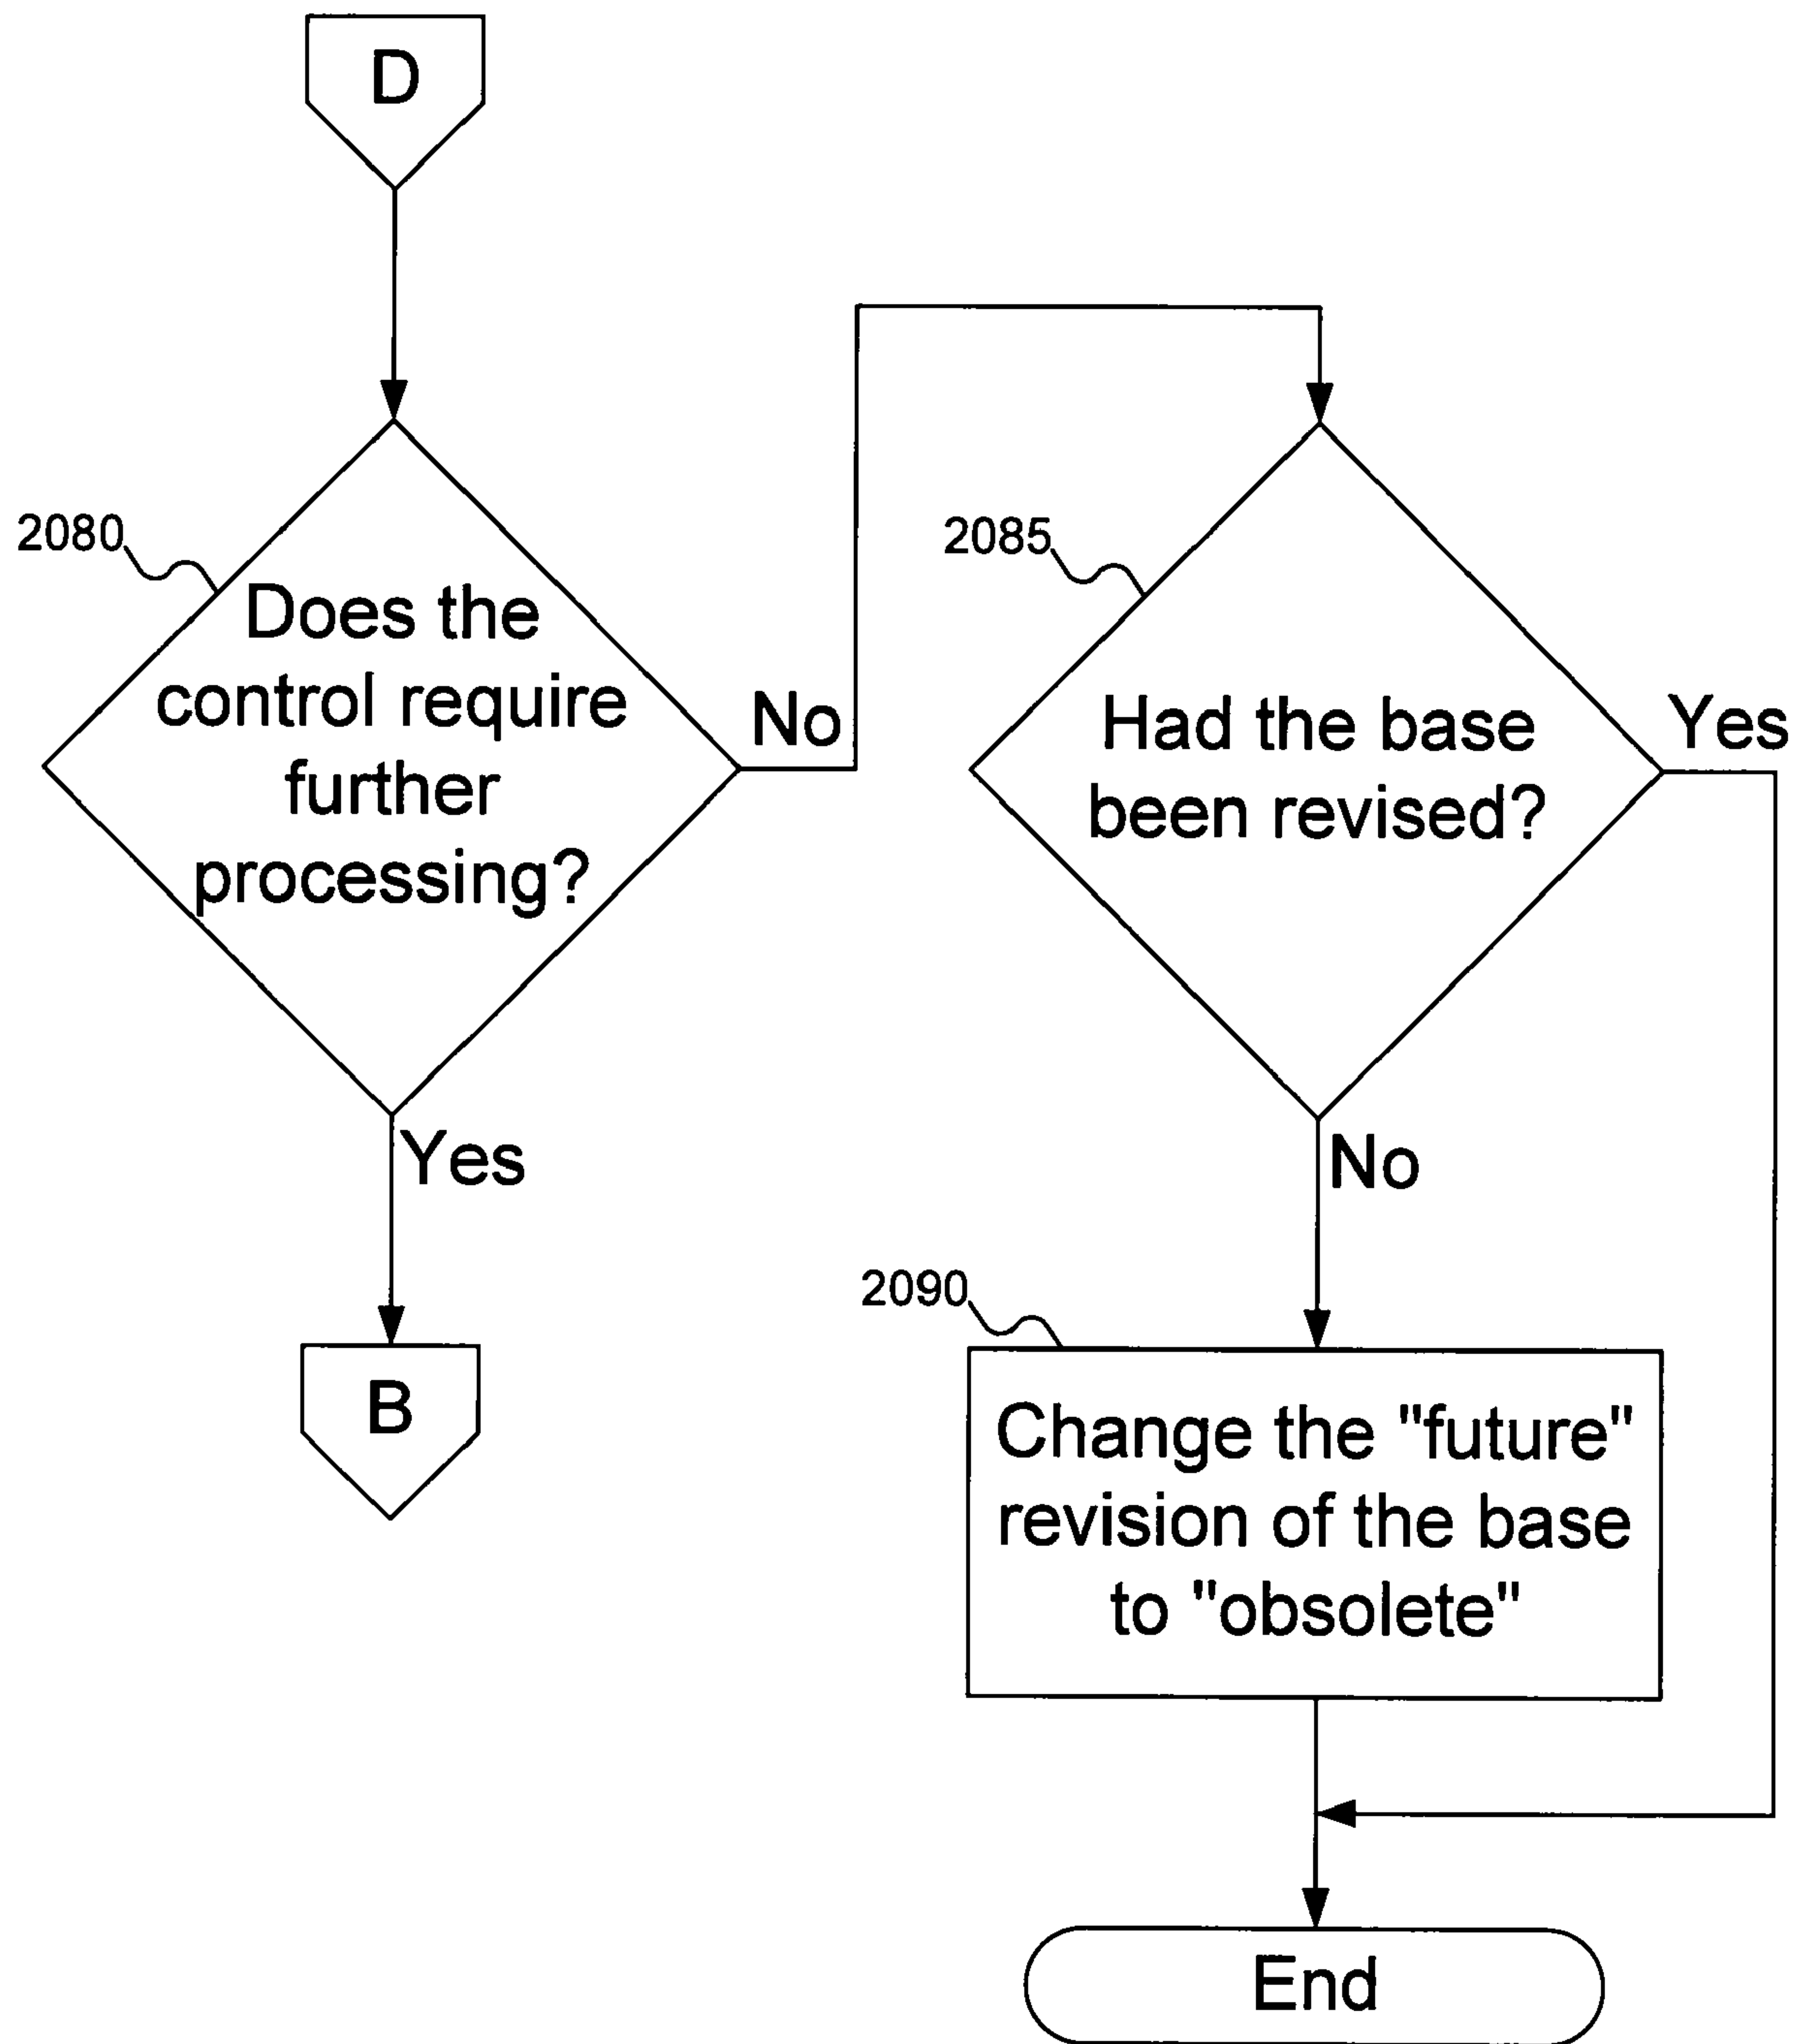 D
2080
Does the
control require
further
processing?
No
Yes
B
2085
Had the base
been revised?
Yes
No
2090
Change the "future"
revision of the base
to "obsolete"
End